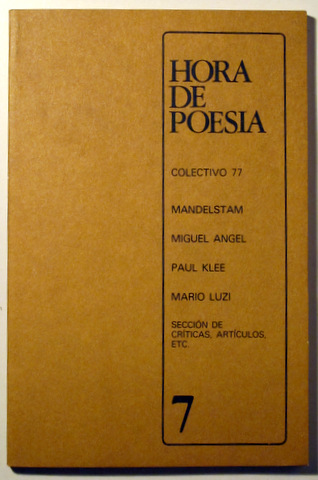 HORA
DE
POESIA
COLECTIVO 77
MANDELSTAM
MIGUEL ANGEL
PAUL KLEE
MARIO LUZI
SECCIÓN DE
CRÍTICAS, ARTÍCULOS,
ETC.
7